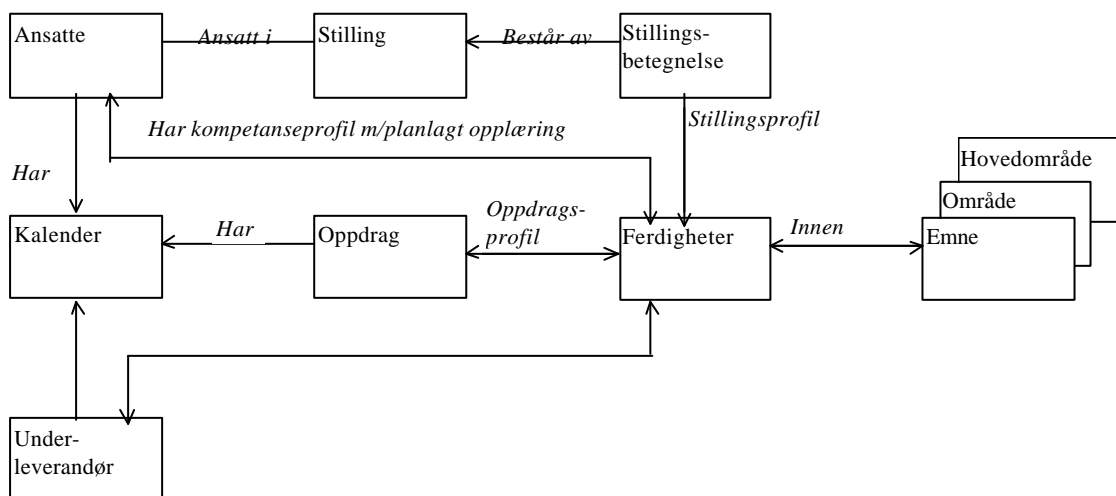 Ansatte
Ansatt i
Stilling
Består av
Stillings-
betegnelse
Har kompetanseprofil m/planlagt opplæring
Stillingsprofil
Har
Hovedområde
Område
Emne
Kalender
Har
Oppdrag
Oppdrags-
profil
Ferdigheter
Innen
Under-
leverandør